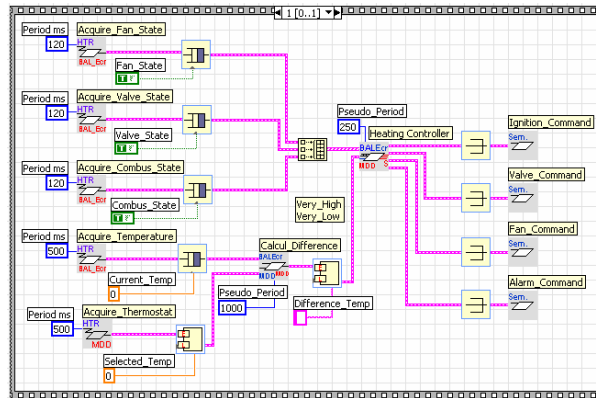 1 [0..1]
Period ms
Acquire_Fan_State
120
HTR
BAL_Ecr
Fan_State
T F
Period ms
Acquire_Valve_State
120
HTR
BAL_Ecr
Valve_State
T F
Pseudo_Period
250
Heating Controller
BALEcr
MDD
Ignition_Command
Sem.
Period ms
Acquire_Combus_State
120
HTR
BAL_Ecr
Combus_State
T F
Very_High
Very_Low
Valve_Command
Sem.
Period ms
Acquire_Temperature
500
HTR
BAL_Ecr
Current_Temp
0
Calcul_Difference
BALEcr
MDD
MDD
Pseudo_Period
1000
Difference_Temp
Fan_Command
Sem.
Alarm_Command
Sem.
Period ms
Acquire_Thermostat
500
HTR
MDD
Selected_Temp
0